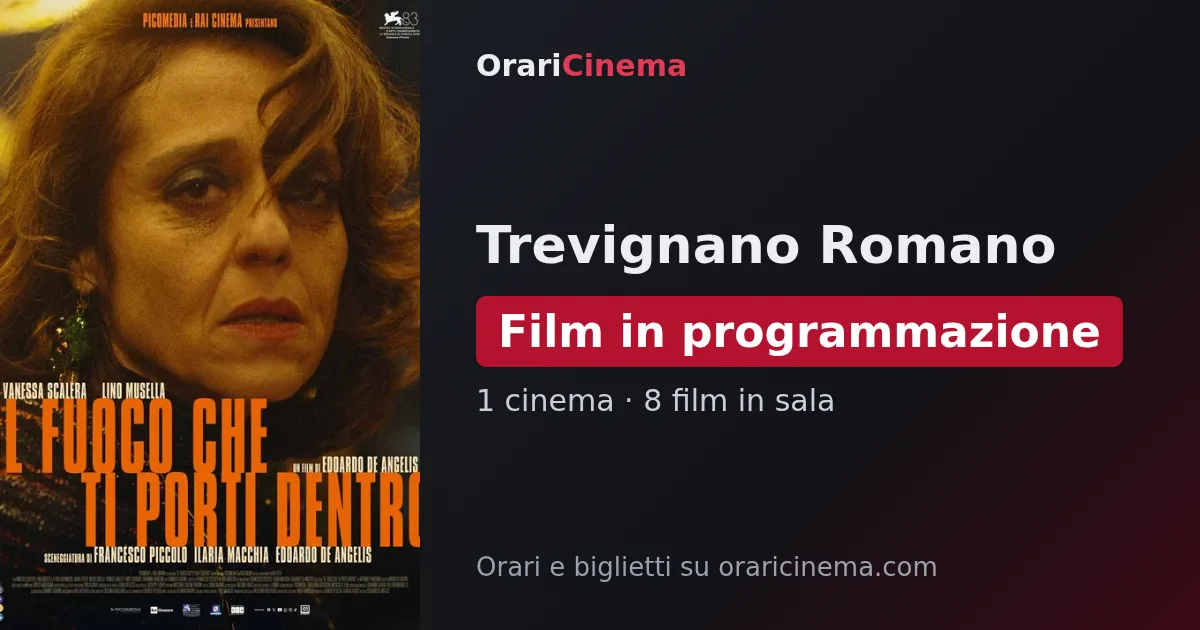 PICOMEDIA E RAI CINEMA PRESENTANO
83
VANESSA SCALERA LINO MUSELLA
L FUOCO CHE
TI PORTI DENTRO
UN FILM DI EDOARDO DE ANGELIS
SCENEGGIATURA DI FRANCESCO PICCOLO ILARIA MACCHIA EDOARDO DE ANGELIS
OrariCinema
Trevignano Romano
Film in programmazione
1 cinema · 8 film in sala
Orari e biglietti su oraricinema.com